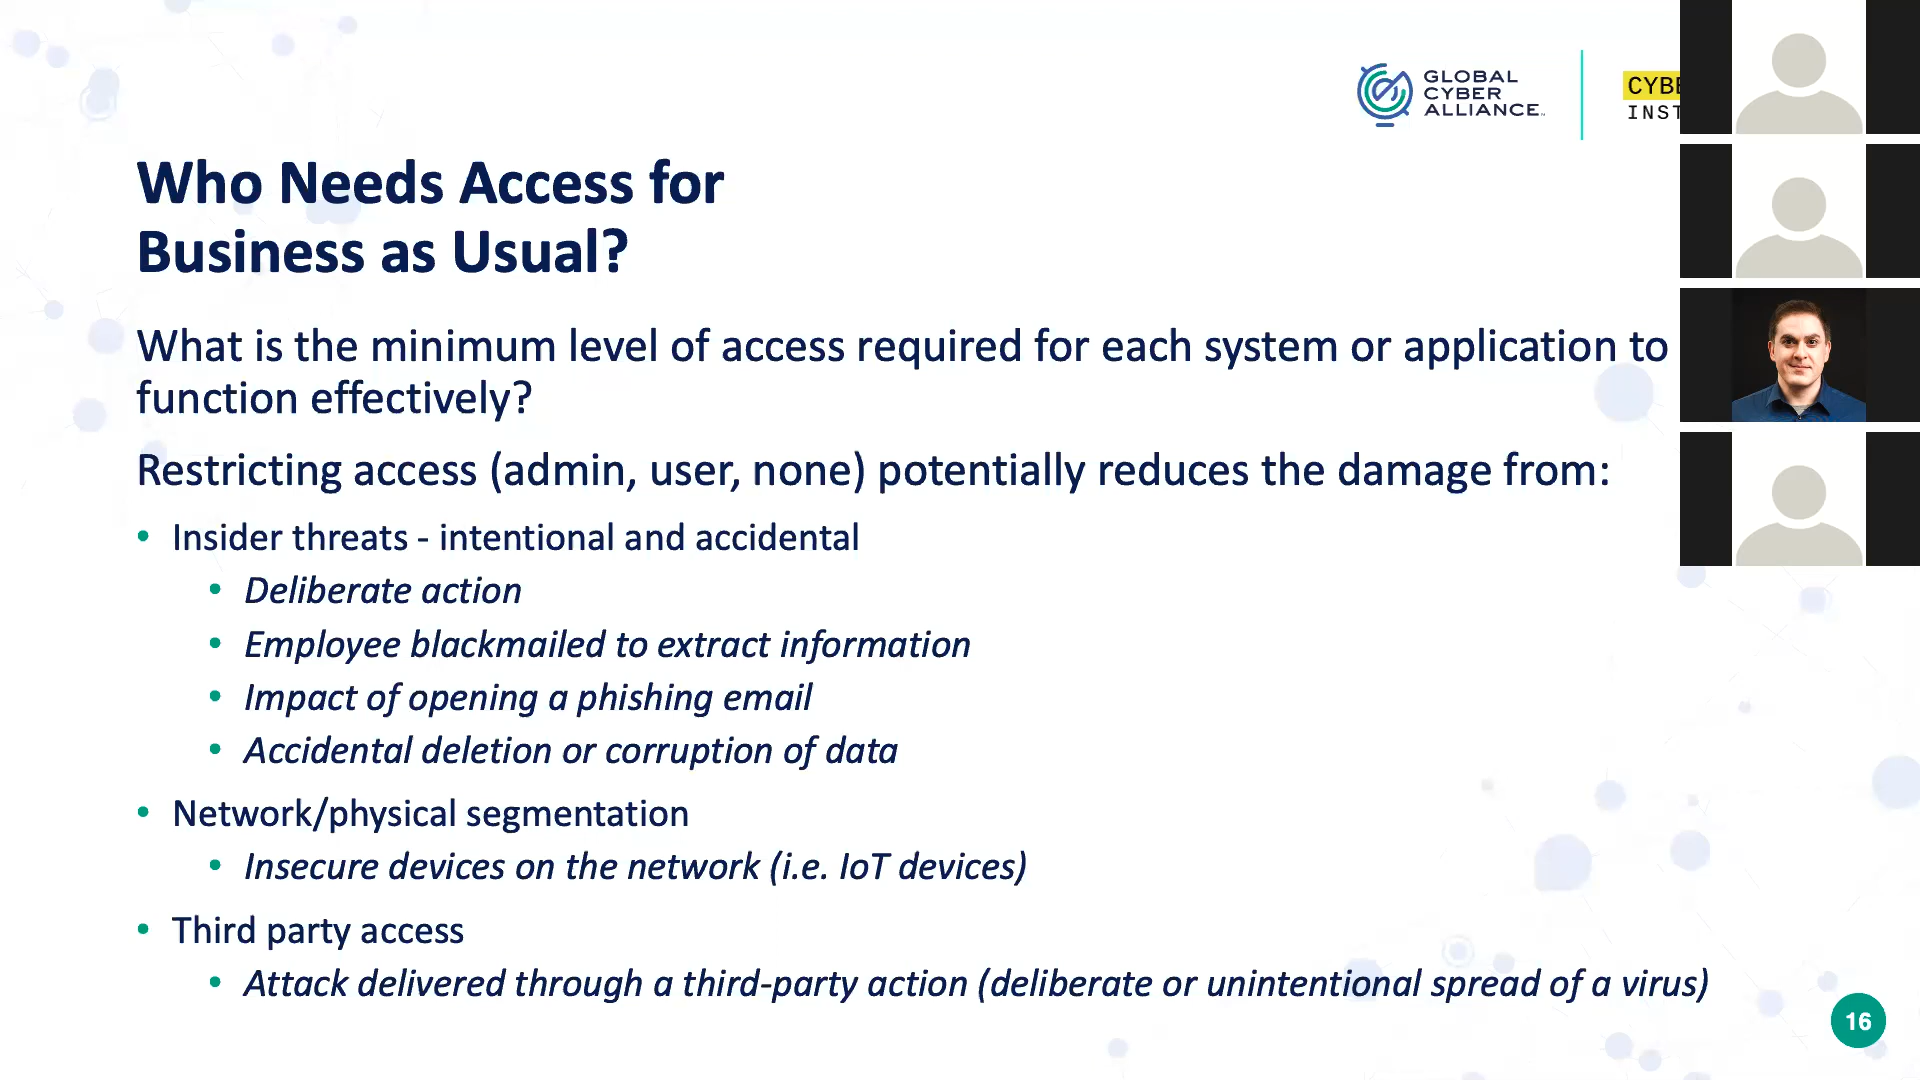 GLOBAL
CYBER
ALLIANCE
Who Needs Access for
Business as Usual?
What is the minimum level of access required for each system or application to
function effectively?
Restricting access (admin, user, none) potentially reduces the damage from:
• Insider threats - intentional and accidental
• Deliberate action
• Employee blackmailed to extract information
• Impact of opening a phishing email
• Accidental deletion or corruption of data
• Network/physical segmentation
• Insecure devices on the network (i.e. IoT devices)
• Third party access
• Attack delivered through a third-party action (deliberate or unintentional spread of a virus)
16